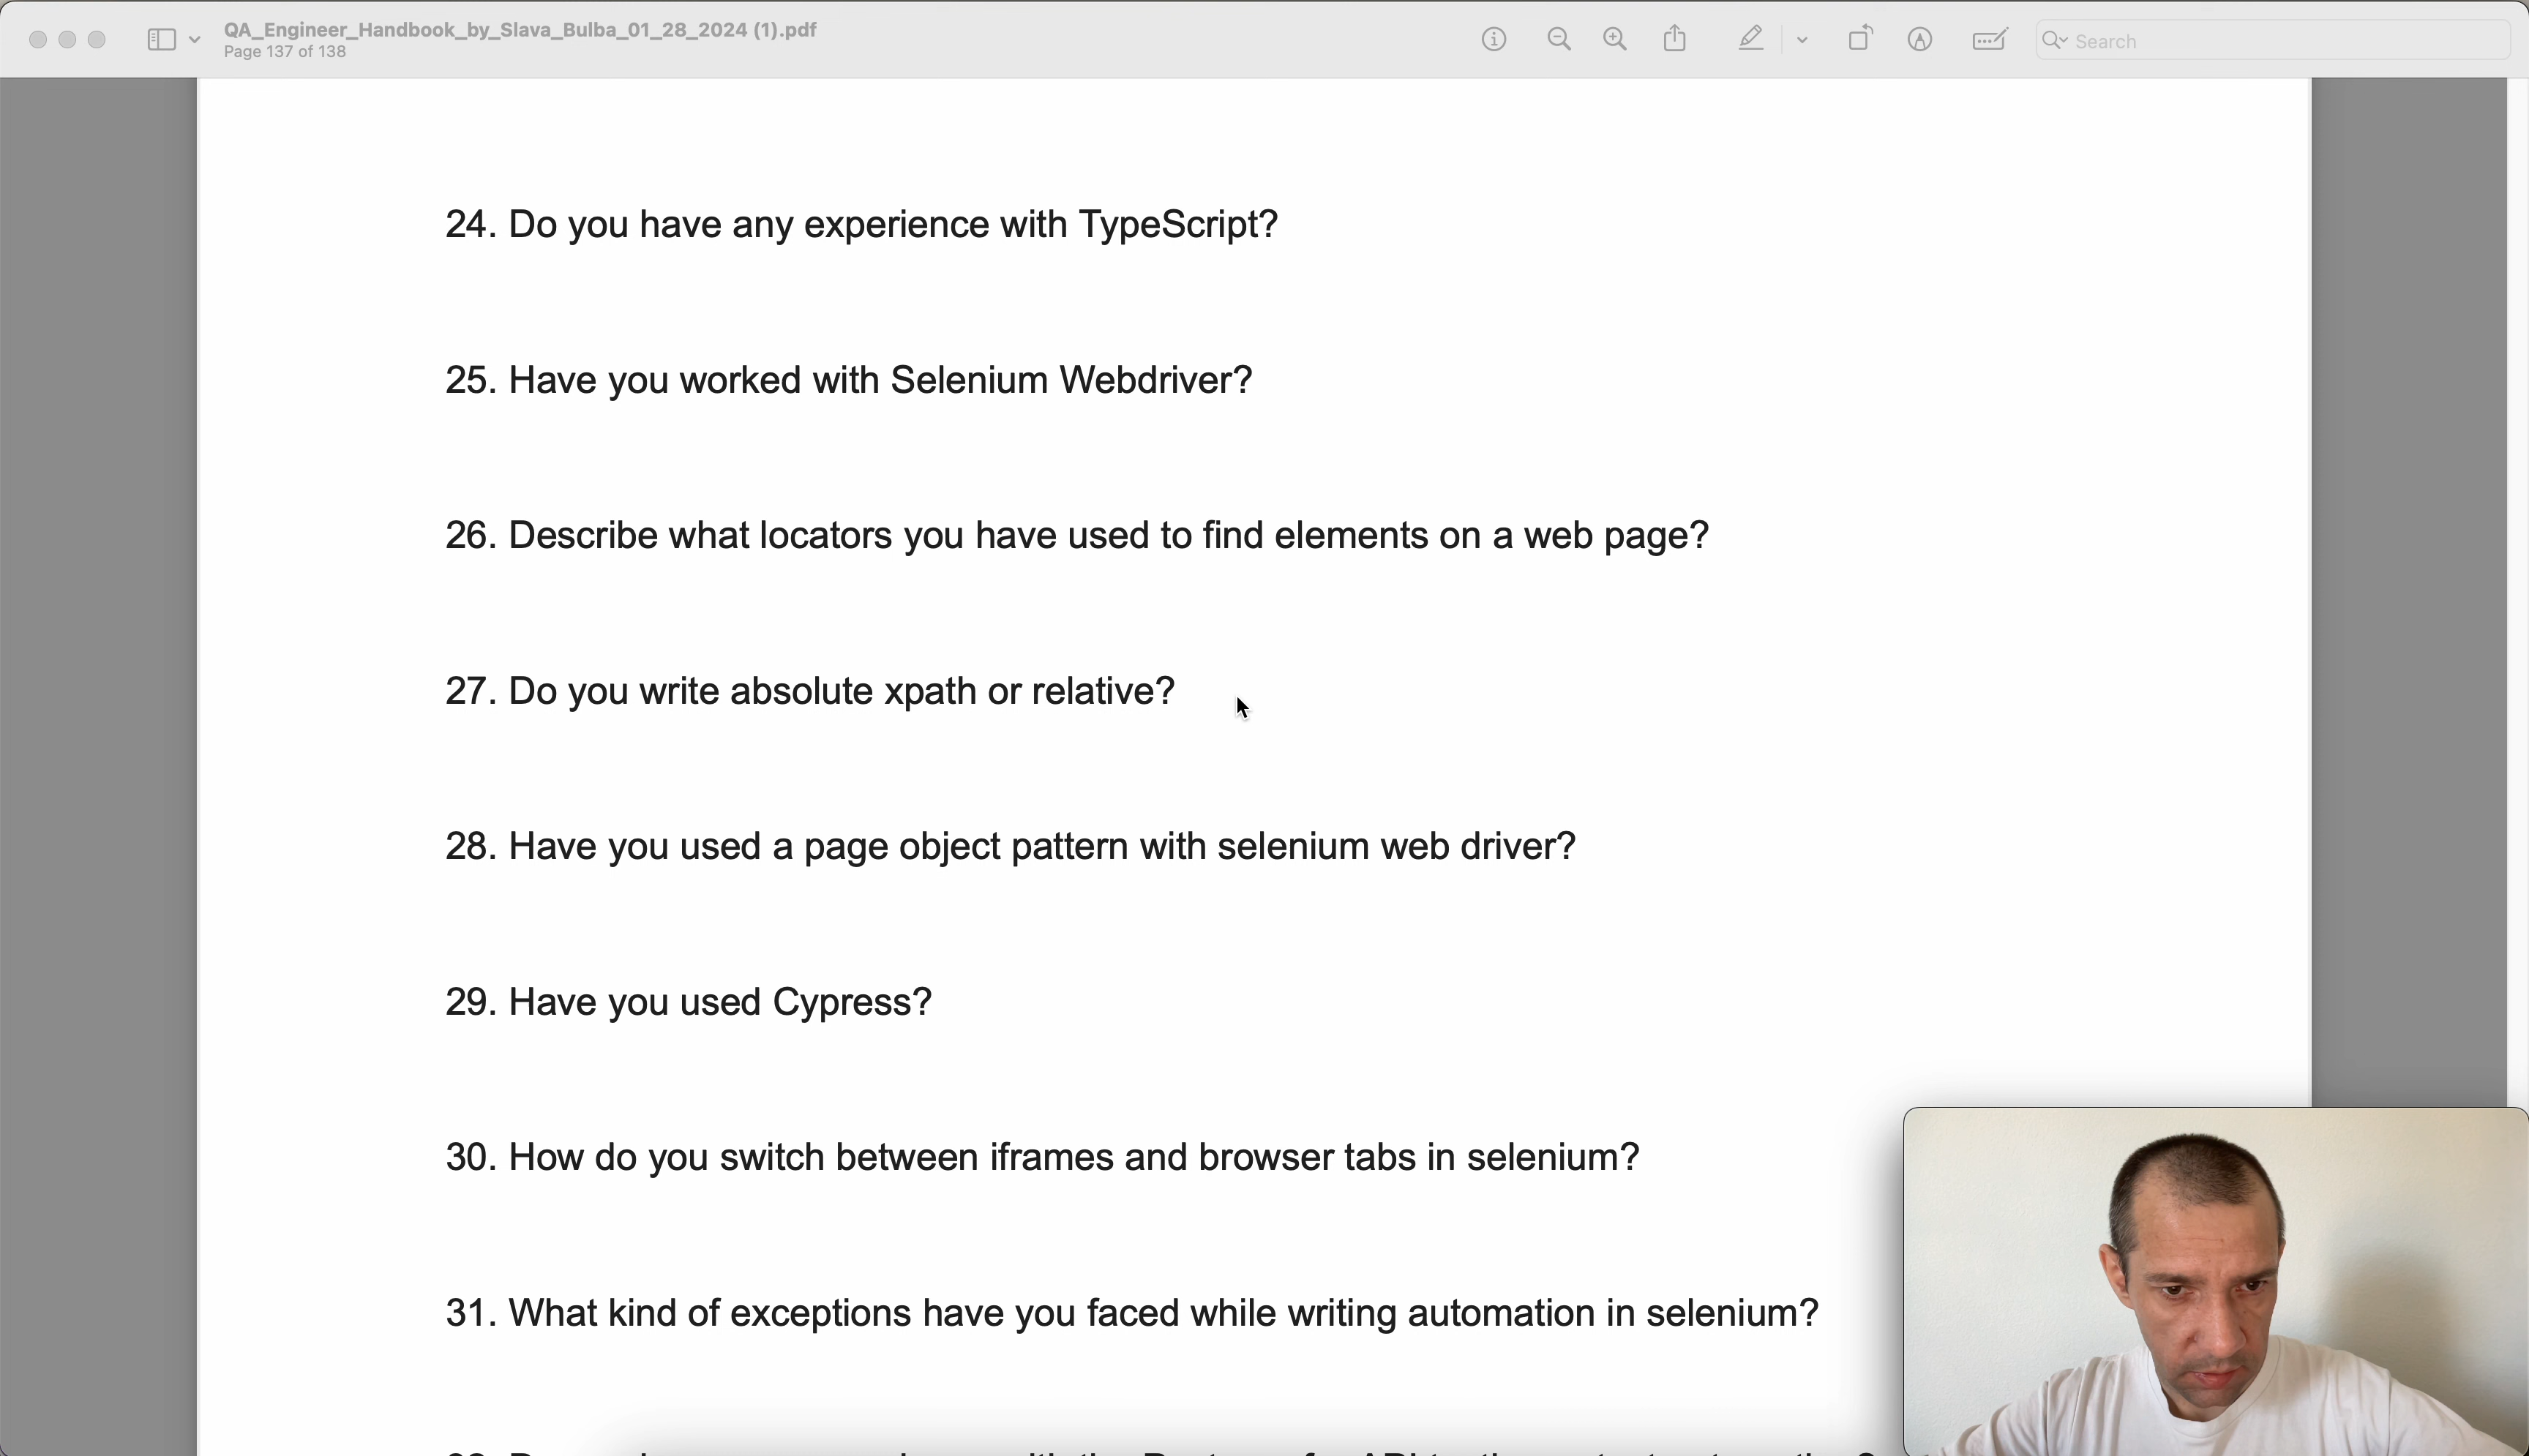 QA_Engineer_Handbook_by_Slava_Bulba_01_28_2024 (1).pdf
Page 137 of 138
Search
24. Do you have any experience with TypeScript?
25. Have you worked with Selenium Webdriver?
26. Describe what locators you have used to find elements on a web page?
27. Do you write absolute xpath or relative?
28. Have you used a page object pattern with selenium web driver?
29. Have you used Cypress?
30. How do you switch between iframes and browser tabs in selenium?
31. What kind of exceptions have you faced while writing automation in selenium?